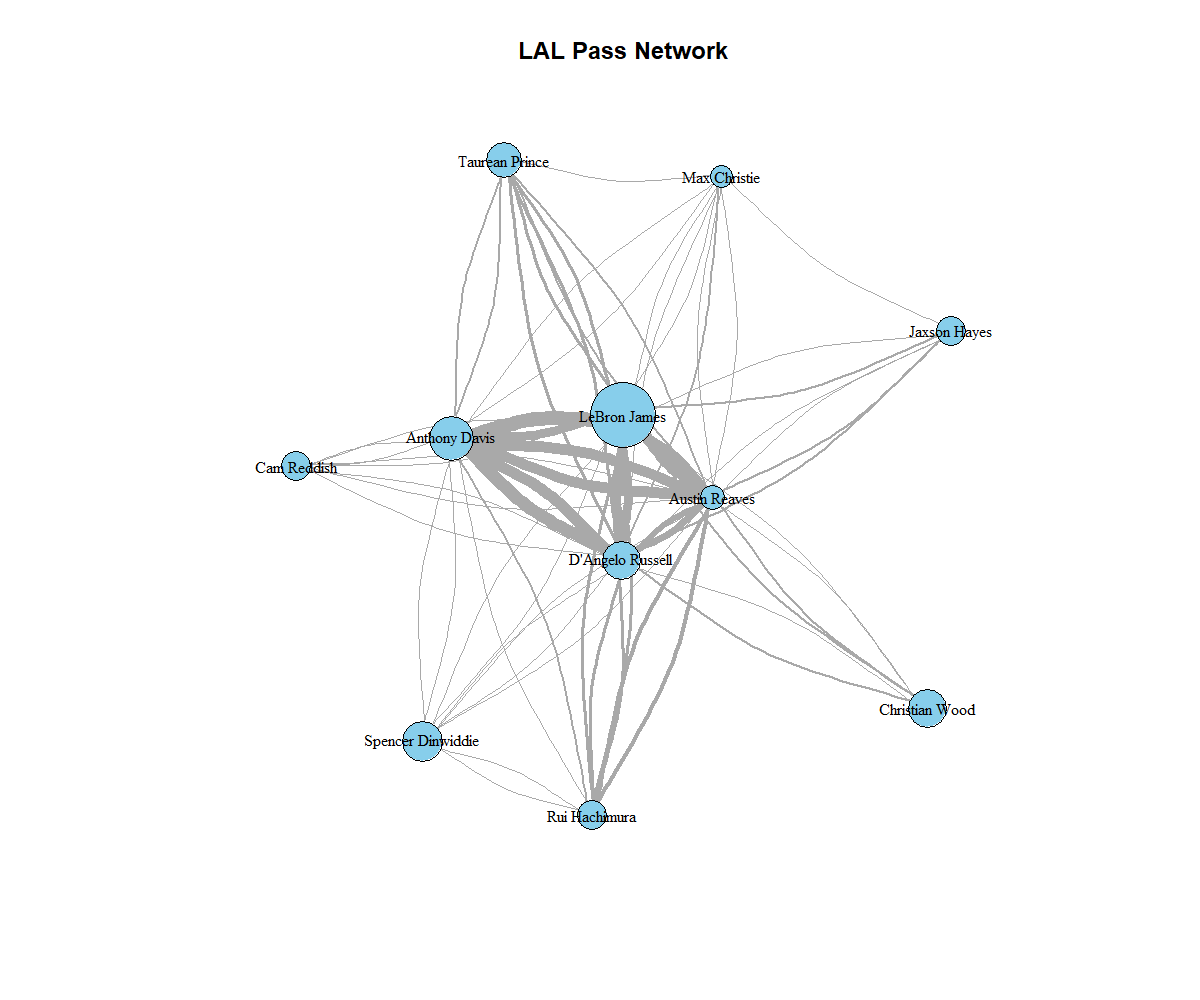 LAL Pass Network
Taurean Prince
Max Christie
Jaxson Hayes
LeBron James
Anthony Davis
Cam Reddish
Austin Reaves
D'Angelo Russell
Christian Wood
Spencer Dinwiddie
Rui Hachimura